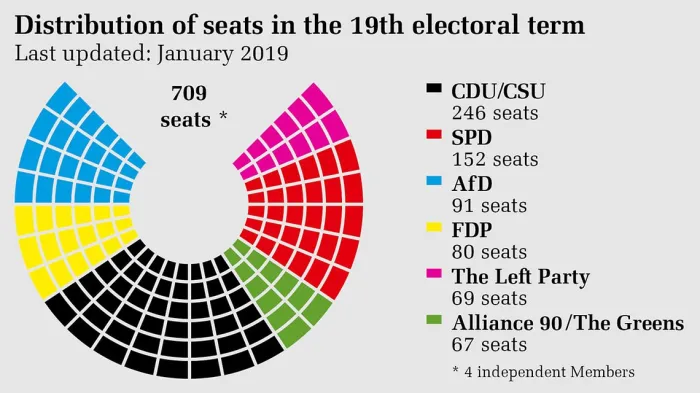 Distribution of seats in the 19th electoral term
Last updated: January 2019
709
seats *
CDU/CSU
246 seats
SPD
152 seats
AfD
91 seats
FDP
80 seats
The Left Party
69 seats
Alliance 90/The Greens
67 seats
* 4 independent Members